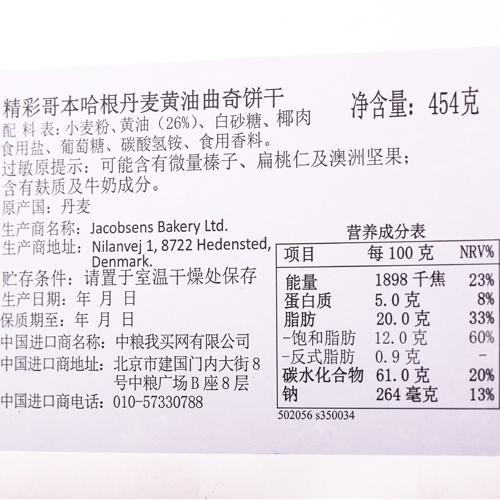 精彩哥本哈根丹麦黄油曲奇饼干
净含量：454克
配 料 表：小麦粉、黄油（26%）、白砂糖、椰肉
食用盐、葡萄糖、碳酸氢铵、食用香料。
过敏原提示：可能含有微量榛子、扁桃仁及澳洲坚果；
含有麸质及牛奶成分。
原产国：丹麦
生产商名称：Jacobsens Bakery Ltd.
生产商地址：Nilanvej 1, 8722 Hedensted,
Denmark.
贮存条件：请置于室温干燥处保存
生产日期：年 月 日
保质期至：年 月 日
中国进口商名称：中粮我买网有限公司
中国进口商地址：北京市建国门内大街8
号中粮广场B座8层
中国进口商电话：010-57330788
营养成分表
项目 每100克 NRV%
能量 1898千焦 23%
蛋白质 5.0克 8%
脂肪 20.0克 33%
-饱和脂肪 12.0克 60%
-反式脂肪 0.9克 -
碳水化合物 61.0克 20%
钠 264毫克 13%
502056 s350034